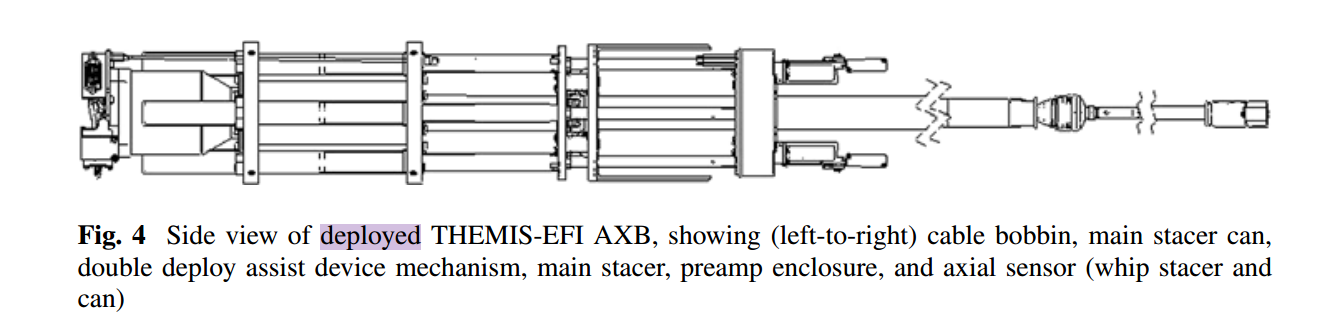 Fig. 4 Side view of deployed THEMIS-EFI AXB, showing (left-to-right) cable bobbin, main stacer can,
double deploy assist device mechanism, main stacer, preamp enclosure, and axial sensor (whip stacer and
can)